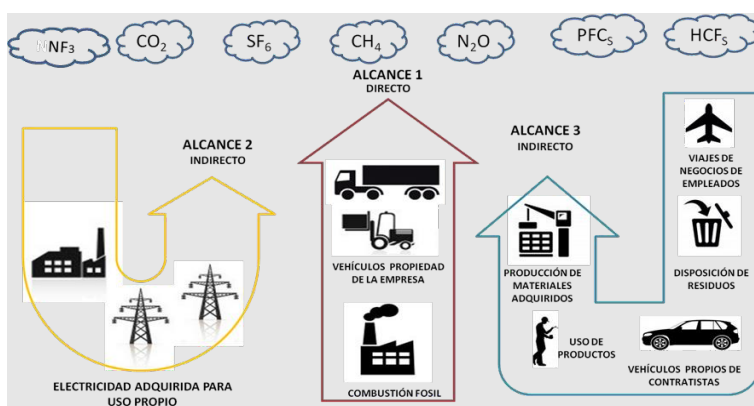 NNF3
CO2
SF6
CH4
N2O
PFCS
HCFS
ALCANCE 1
DIRECTO
ALCANCE 2
INDIRECTO
ALCANCE 3
INDIRECTO
VIAJES DE
NEGOCIOS DE
EMPLEADOS
VEHÍCULOS PROPIEDAD
DE LA EMPRESA
PRODUCCIÓN DE
MATERIALES
ADQUIRIDOS
DISPOSICIÓN DE
RESIDUOS
USO DE
PRODUCTOS
VEHÍCULOS PROPIOS DE
CONTRATISTAS
ELECTRICIDAD ADQUIRIDA PARA
USO PROPIO
COMBUSTIÓN FOSIL